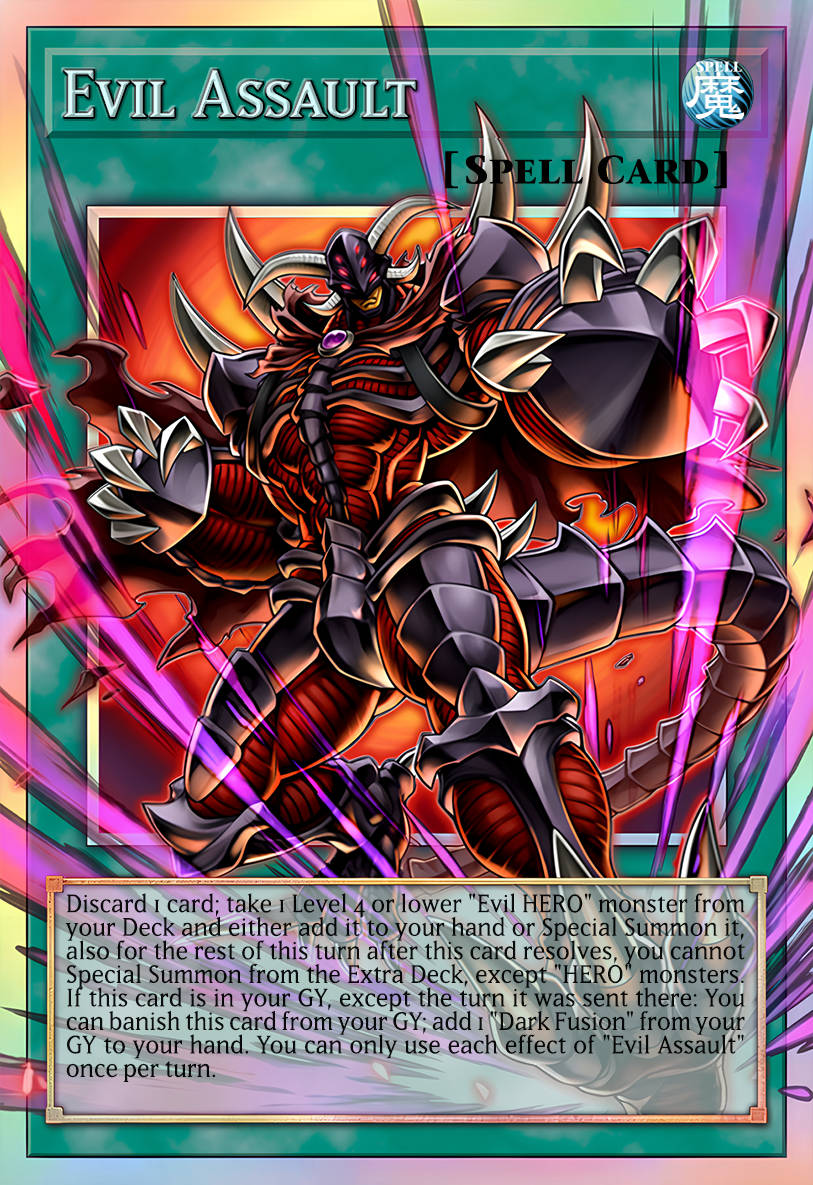 Evil Assault
SPELL
魔
[Spell Card]
Discard 1 card; take 1 Level 4 or lower "Evil HERO" monster from
your Deck and either add it to your hand or Special Summon it,
also for the rest of this turn after this card resolves, you cannot
Special Summon from the Extra Deck, except "HERO" monsters.
If this card is in your GY, except the turn it was sent there: You
can banish this card from your GY; add 1 "Dark Fusion" from your
GY to your hand. You can only use each effect of "Evil Assault"
once per turn.